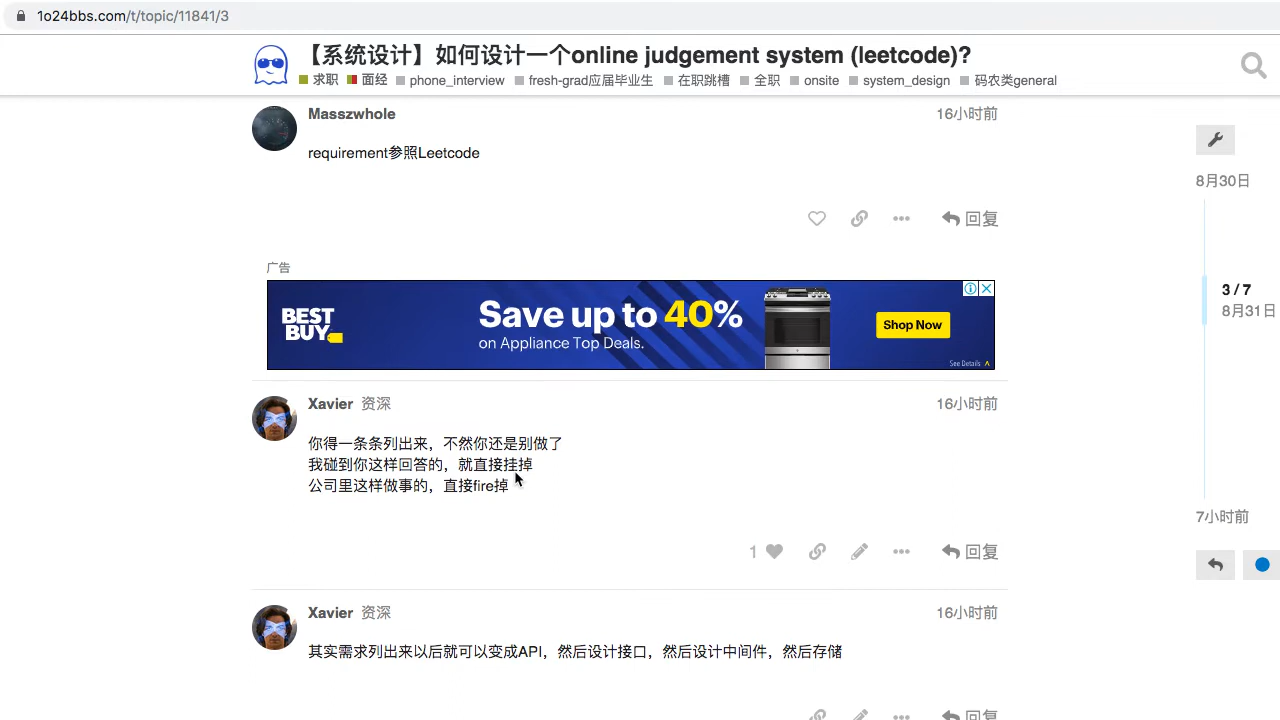 1o24bbs.com/t/topic/11841/3
【系统设计】如何设计一个online judgement system (leetcode)?
求职 面经 phone_interview fresh-grad应届毕业生 在职跳槽 全职 onsite system_design 码农类general
Masszwhole 16小时前
requirement参照Leetcode
8月30日
回复
广告
BEST BUY
Save up to 40%
on Appliance Top Deals.
Shop Now
See Details
3 / 7
8月31日
Xavier 资深 16小时前
你得一条条列出来，不然你还是别做了
我碰到你这样回答的，就直接挂掉
公司里这样做事的，直接fire掉
7小时前
1 回复
Xavier 资深 16小时前
其实需求列出来以后就可以变成API，然后设计接口，然后设计中间件，然后存储
回复